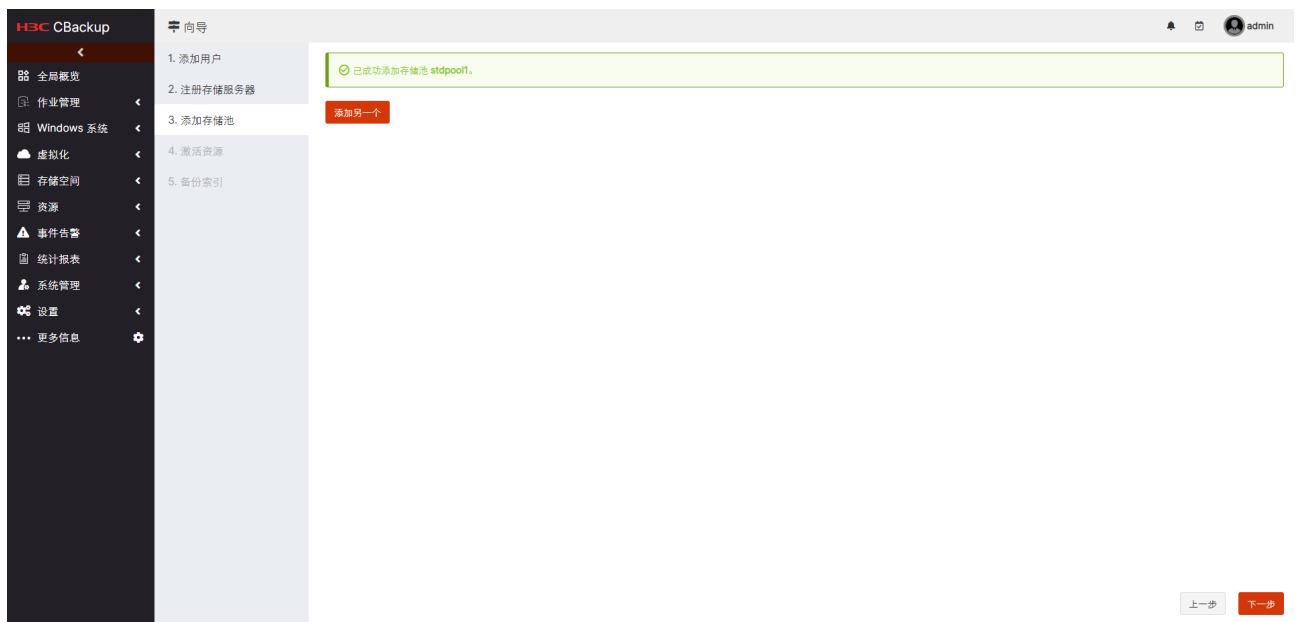 H3C CBackup
向导
admin
全局概览
作业管理
Windows 系统
虚拟化
存储空间
资源
事件告警
统计报表
系统管理
设置
更多信息
1. 添加用户
2. 注册存储服务器
3. 添加存储池
4. 激活资源
5. 备份索引
已成功添加存储池 stdpool1。
添加另一个
上一步
下一步